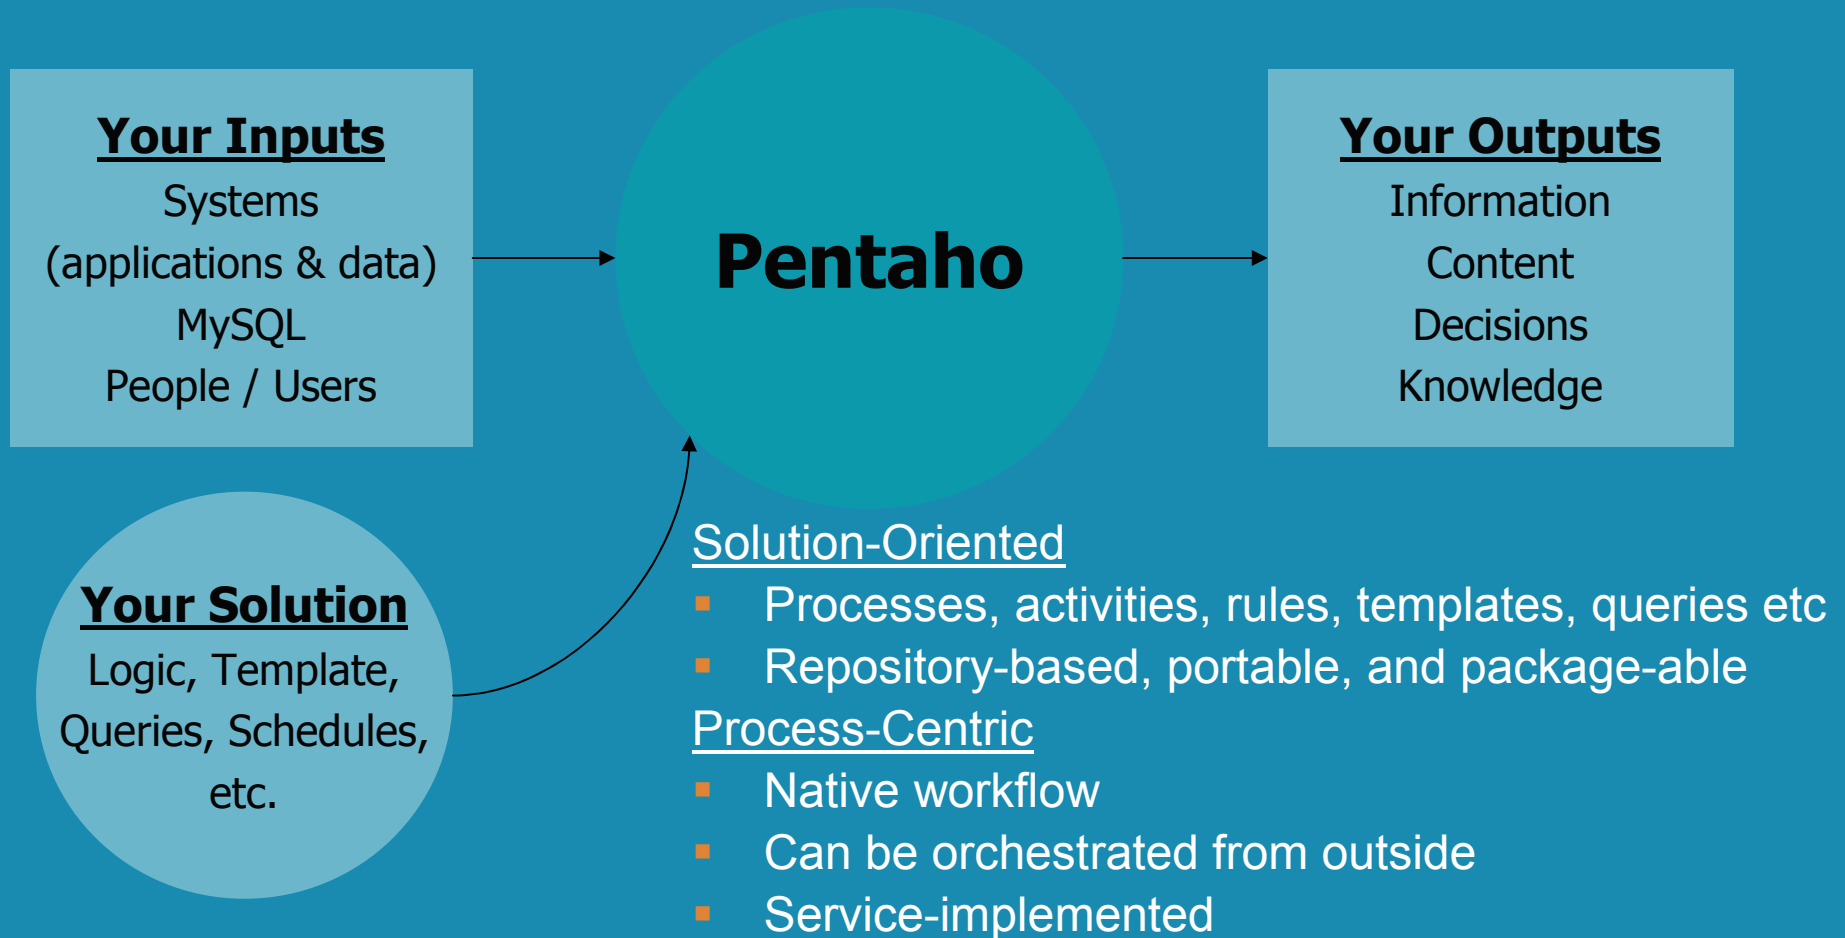 Your Inputs
Systems
(applications & data)
MySQL
People / Users
Pentaho
Your Outputs
Information
Content
Decisions
Knowledge
Your Solution
Logic, Template,
Queries, Schedules,
etc.
Solution-Oriented
Processes, activities, rules, templates, queries etc
Repository-based, portable, and package-able
Process-Centric
Native workflow
Can be orchestrated from outside
Service-implemented